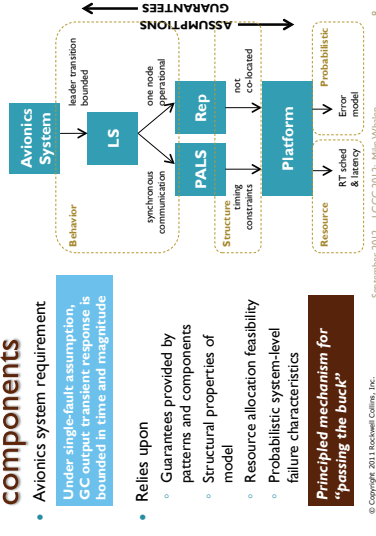 components
• Avionics system requirement
Under single-fault assumption,
GC output transient response is
bounded in time and magnitude
• Relies upon
◦ Guarantees provided by
patterns and components
◦ Structural properties of
model
◦ Resource allocation feasibility
◦ Probabilistic system-level
failure characteristics
Principled mechanism for
“passing the buck”
© Copyright 2011 Rockwell Collins, Inc.
Avionics
System
leader transition
bounded
Behavior
LS
synchronous
communication
one node
operational
PALS
Rep
Structure
timing
constraints
not
co-located
Platform
Resource
RT sched
& latency
Error
model
Probabilistic
ASSUMPTIONS
GUARANTEES
2012: Mike Whalen